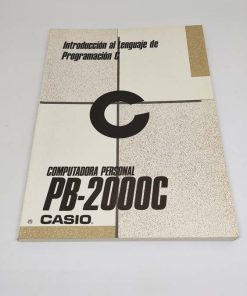 Introducción al Lenguaje de
Programación C
C
COMPUTADORA PERSONAL
PB-2000C
CASIO